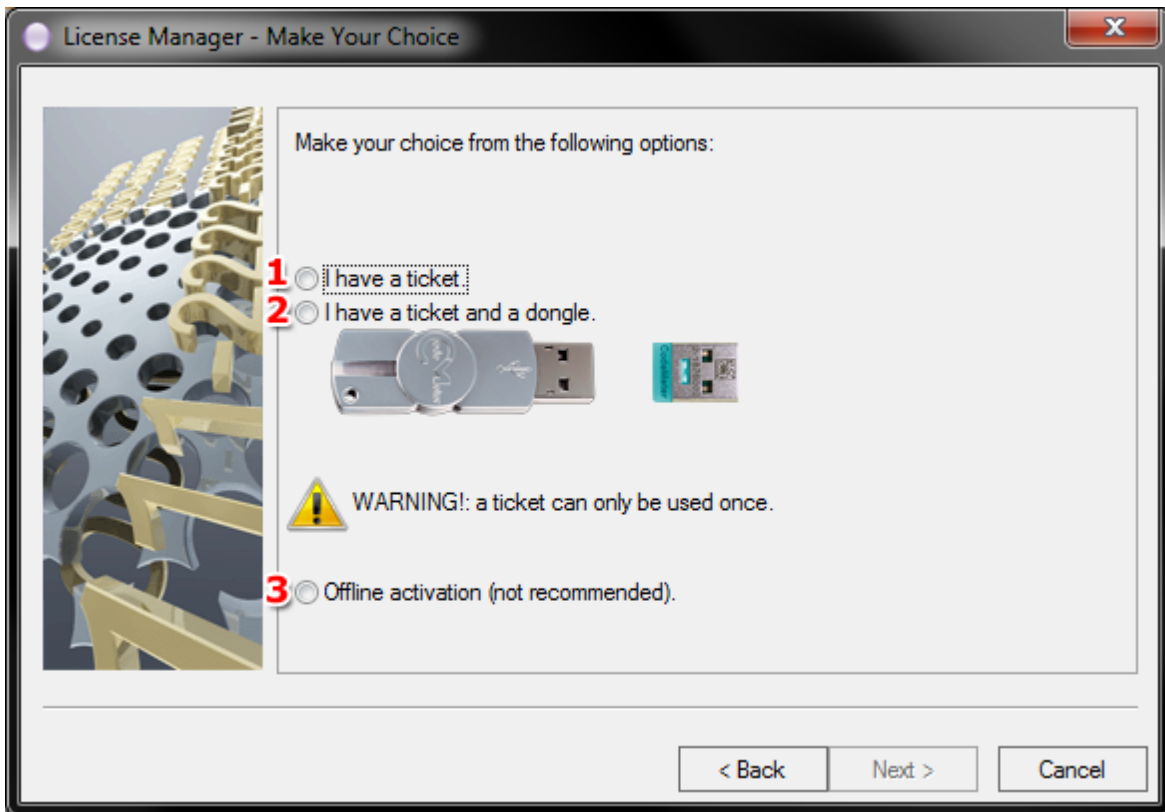 License Manager - Make Your Choice
Make your choice from the following options:
1 I have a ticket.
2 I have a ticket and a dongle.
CodeMeter
WARNING!: a ticket can only be used once.
3 Offline activation (not recommended).
< Back Next > Cancel